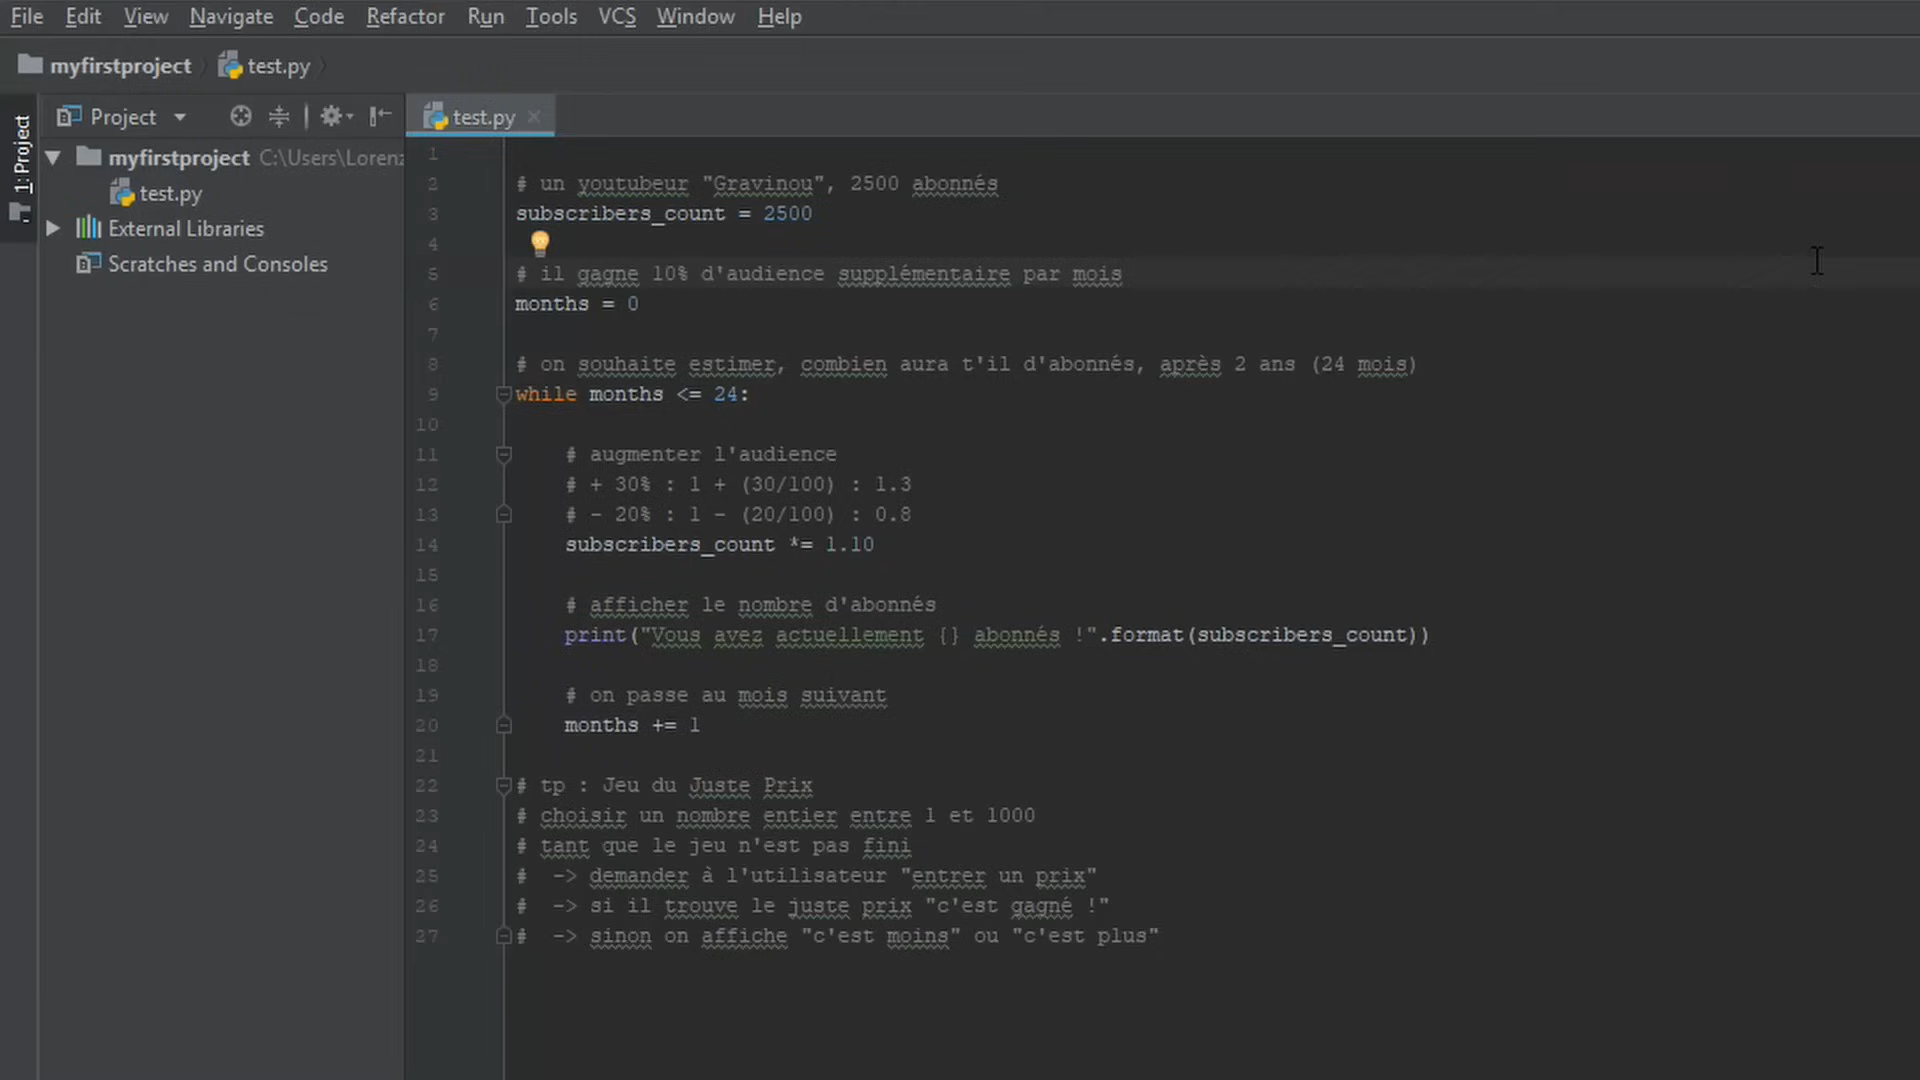 File Edit View Navigate Code Refactor Run Tools VCS Window Help
myfirstproject test.py
1: Project
Project
test.py
myfirstproject C:\Users\Lorenz
test.py
External Libraries
Scratches and Consoles
1
2 # un youtubeur "Gravinou", 2500 abonnés
3 subscribers_count = 2500
4
5 # il gagne 10% d'audience supplémentaire par mois
6 months = 0
7
8 # on souhaite estimer, combien aura t'il d'abonnés, après 2 ans (24 mois)
9 while months <= 24:
10
11 # augmenter l'audience
12 # + 30% : 1 + (30/100) : 1.3
13 # - 20% : 1 - (20/100) : 0.8
14 subscribers_count *= 1.10
15
16 # afficher le nombre d'abonnés
17 print("Vous avez actuellement {} abonnés !".format(subscribers_count))
18
19 # on passe au mois suivant
20 months += 1
21
22 # tp : Jeu du Juste Prix
23 # choisir un nombre entier entre 1 et 1000
24 # tant que le jeu n'est pas fini
25 # -> demander à l'utilisateur "entrer un prix"
26 # -> si il trouve le juste prix "c'est gagné !"
27 # -> sinon on affiche "c'est moins" ou "c'est plus"